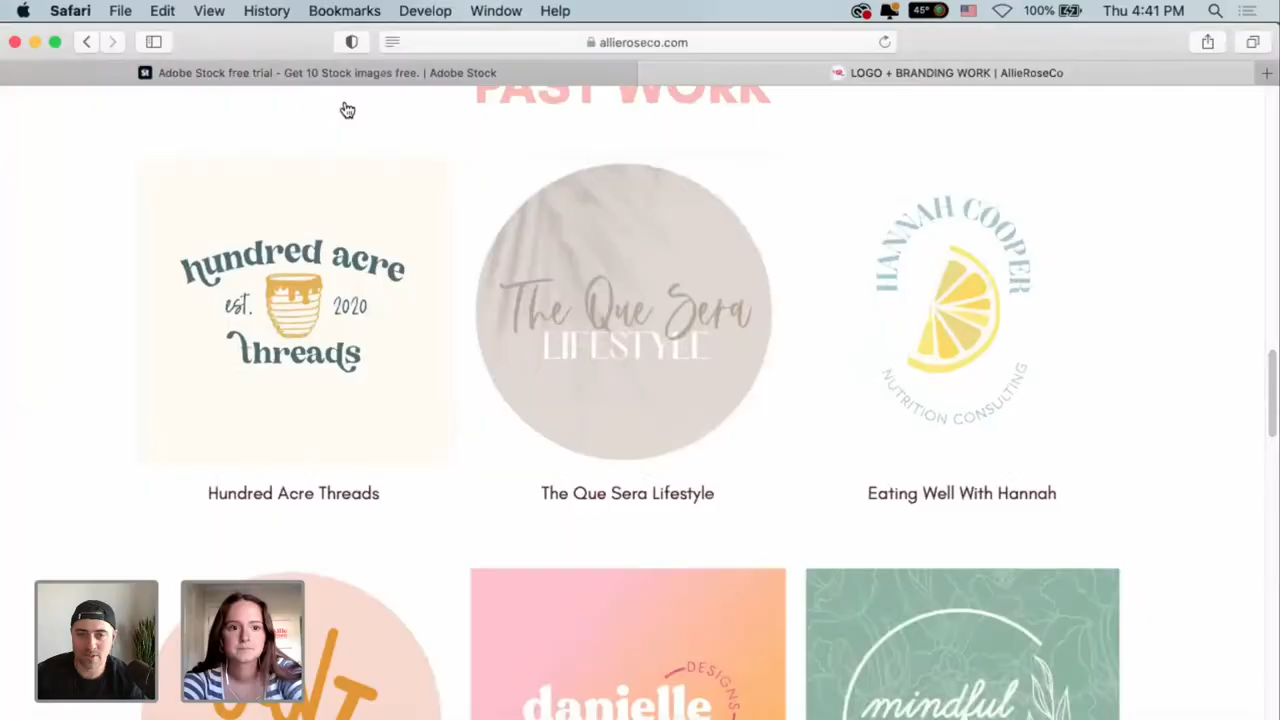 Safari File Edit View History Bookmarks Develop Window Help 45° 100% Thu 4:41 PM
allieroseco.com
St Adobe Stock free trial - Get 10 Stock images free. | Adobe Stock LOGO + BRANDING WORK | AllieRoseCo
PAST WORK
hundred acre
est. 2020
threads
The Que Sera
LIFESTYLE
HANNAH COOPER
NUTRITION CONSULTING
Hundred Acre Threads
The Que Sera Lifestyle
Eating Well With Hannah
danielle
DESIGNS
mindful